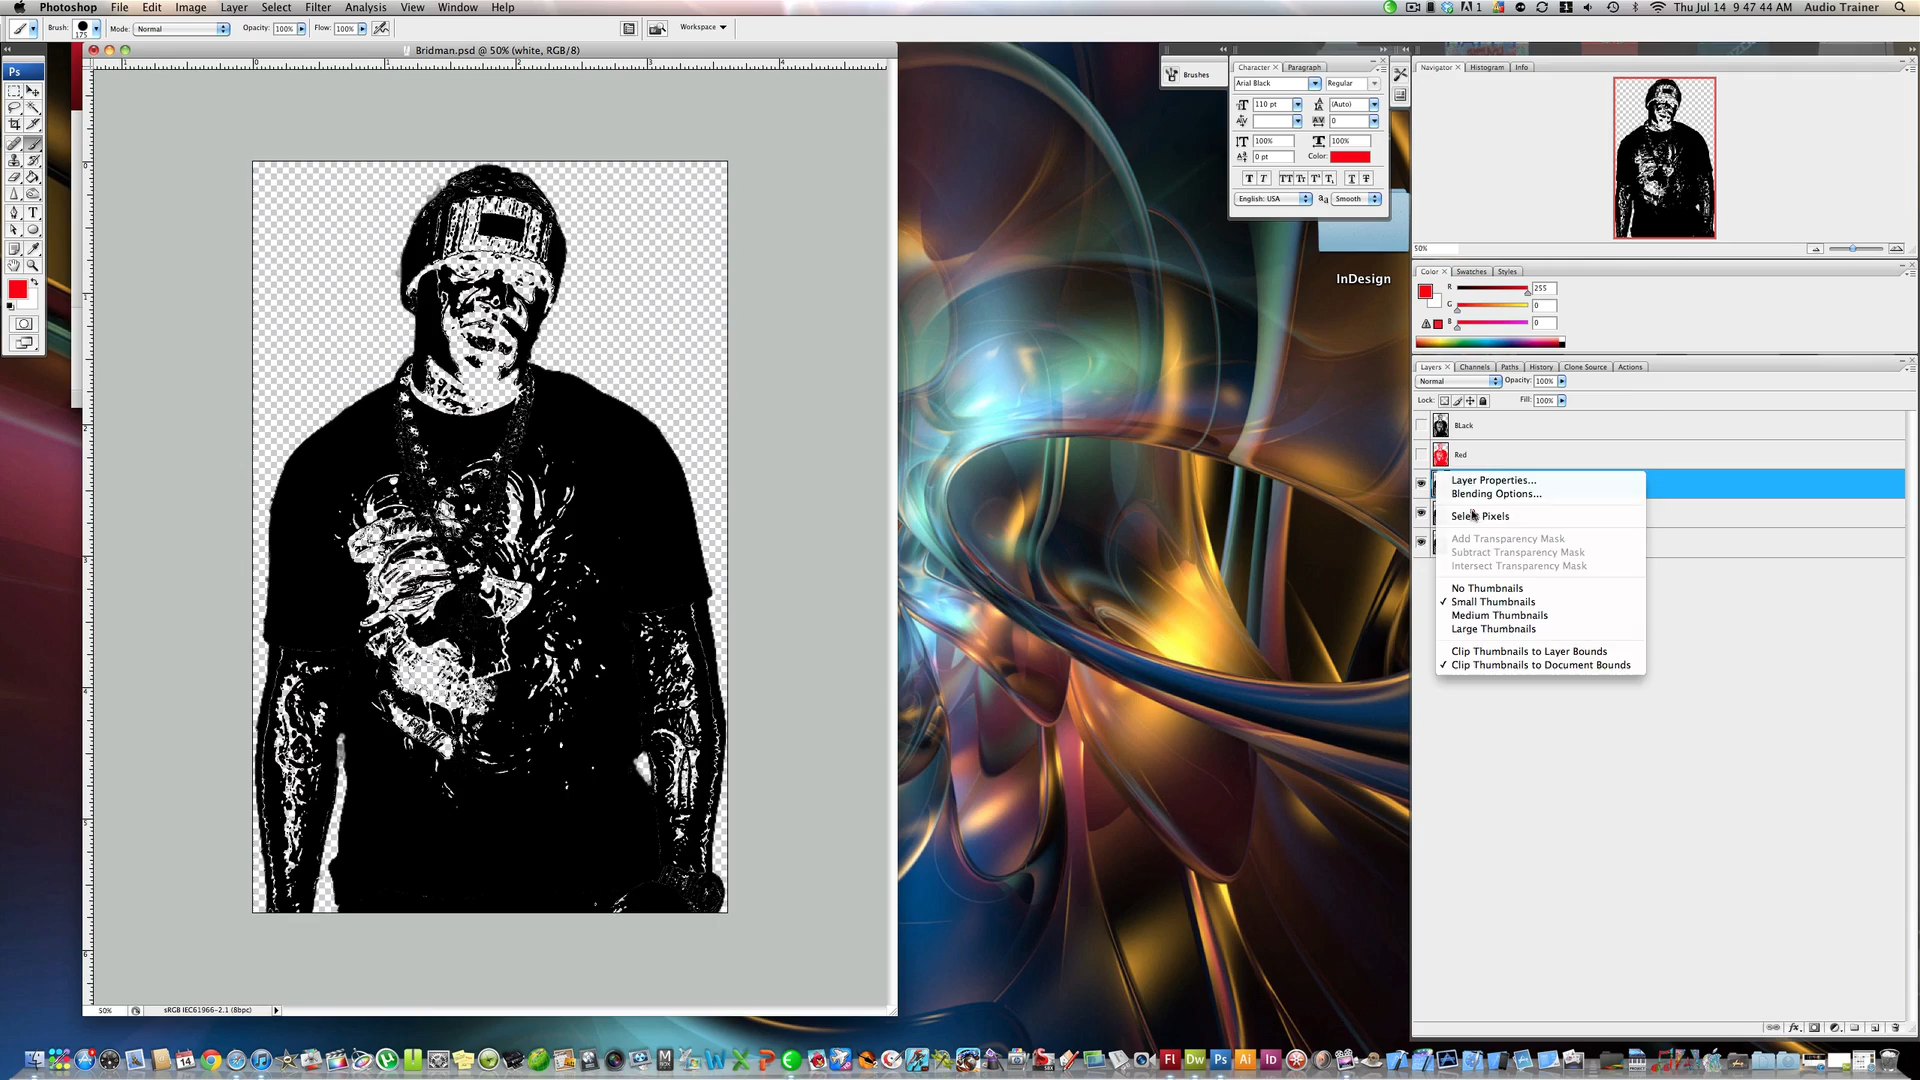 Photoshop File Edit Image Layer Select Filter Analysis View Window Help
1 1 Thu Jul 14 9:47:44 AM Audio Trainer
Brush: 175 Mode: Normal Opacity: 100% Flow: 100% Workspace
Bridman.psd @ 50% (white, RGB/8)
Ps
Brushes
Character Paragraph
Arial Black Regular
110 pt (Auto)
0
100% 100%
0 pt Color:
English: USA Smooth
InDesign
Navigator Histogram Info
50%
Color Swatches Styles
R 255
G 0
B 0
Layers Channels Paths History Clone Source Actions
Normal Opacity: 100%
Lock: Fill: 100%
BLack
Red
Layer Properties...
Blending Options...
Select Pixels
Add Transparency Mask
Subtract Transparency Mask
Intersect Transparency Mask
No Thumbnails
✓ Small Thumbnails
Medium Thumbnails
Large Thumbnails
Clip Thumbnails to Layer Bounds
✓ Clip Thumbnails to Document Bounds
50% sRGB IEC61966-2.1 (8bpc)
14 Fl Dw Ps Ai Id